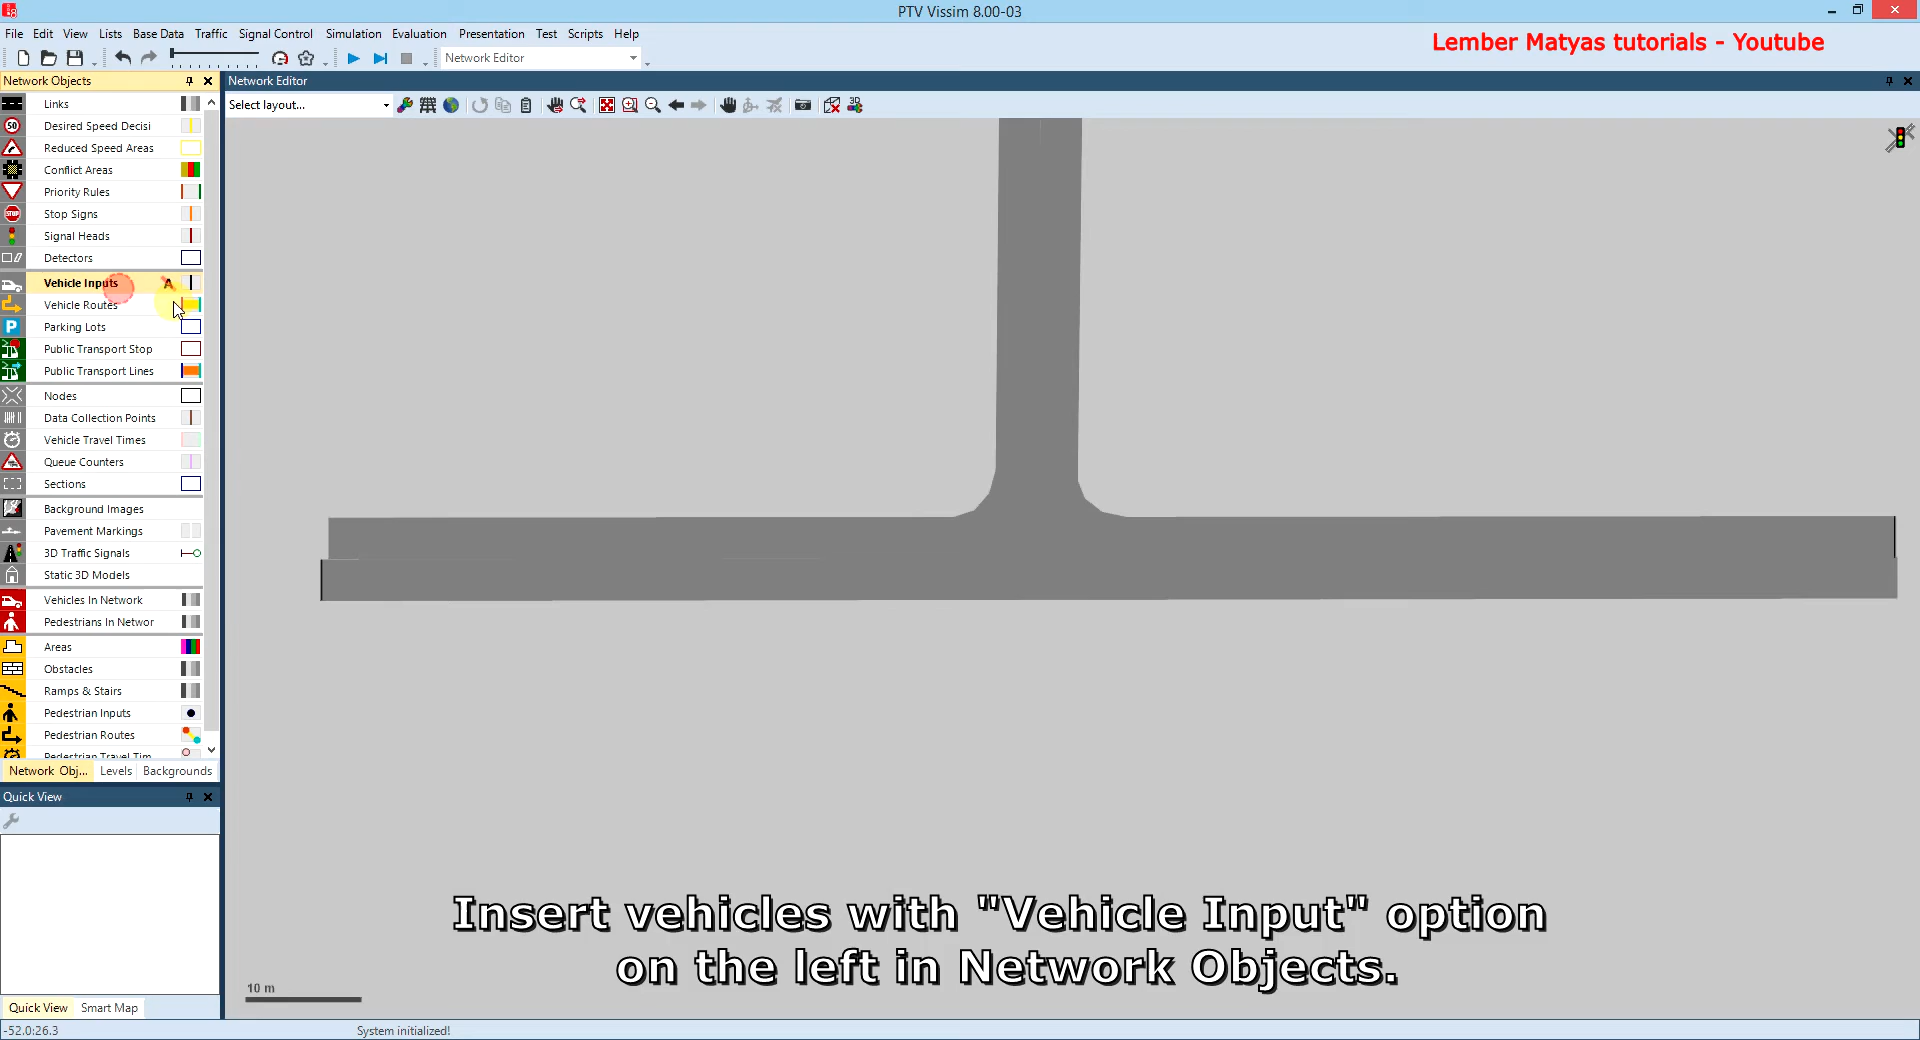 PTV Vissim 8.00-03
File Edit View Lists Base Data Traffic Signal Control Simulation Evaluation Presentation Test Scripts Help
Lember Matyas tutorials - Youtube
Network Editor
Network Objects
Network Editor
Select layout...
3D
Links
50
Desired Speed Decisi
Reduced Speed Areas
Conflict Areas
Priority Rules
STOP
Stop Signs
Signal Heads
Detectors
Vehicle Inputs
A
Vehicle Routes
P
Parking Lots
Public Transport Stop
Public Transport Lines
Nodes
Data Collection Points
Vehicle Travel Times
Queue Counters
Sections
Background Images
Pavement Markings
3D Traffic Signals
Static 3D Models
Vehicles In Network
Pedestrians In Networ
Areas
Obstacles
Ramps & Stairs
Pedestrian Inputs
Pedestrian Routes
Pedestrian Travel Tim
Network Obj... Levels Backgrounds
Quick View
Insert vehicles with "Vehicle Input" option
on the left in Network Objects.
10 m
Quick View Smart Map
-52.0:26.3 System initialized!